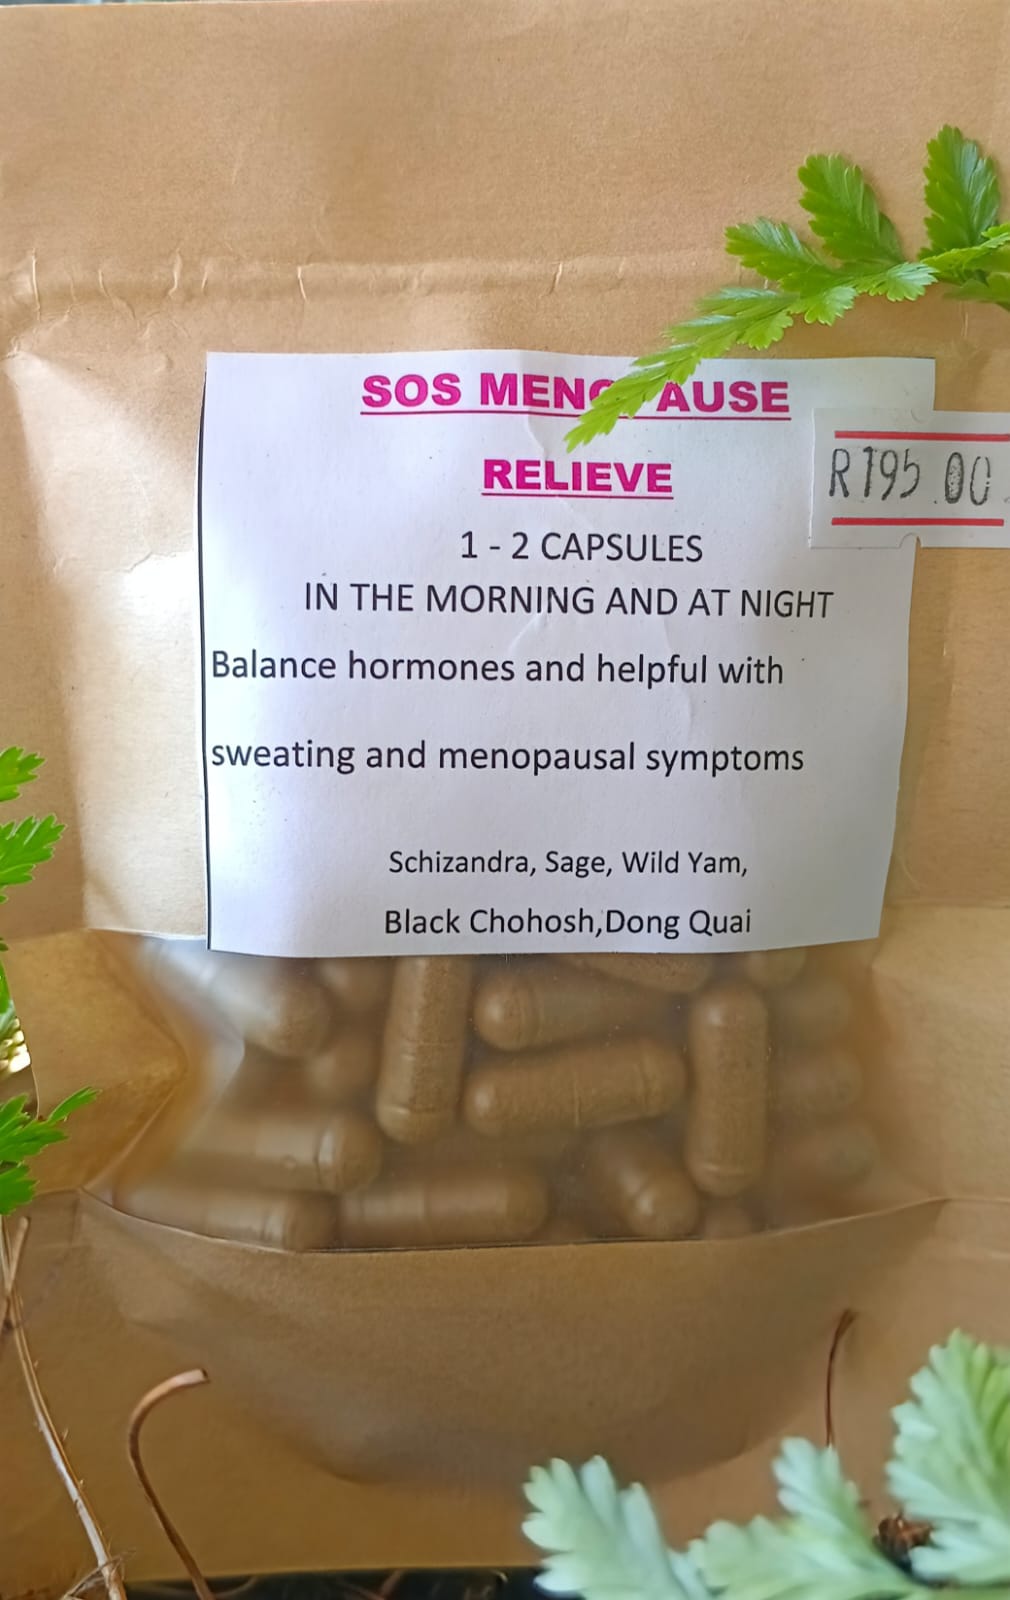 SOS MENOPAUSE
RELIEVE
R195.00
1 - 2 CAPSULES
IN THE MORNING AND AT NIGHT
Balance hormones and helpful with
sweating and menopausal symptoms
Schizandra, Sage, Wild Yam,
Black Chohosh,Dong Quai